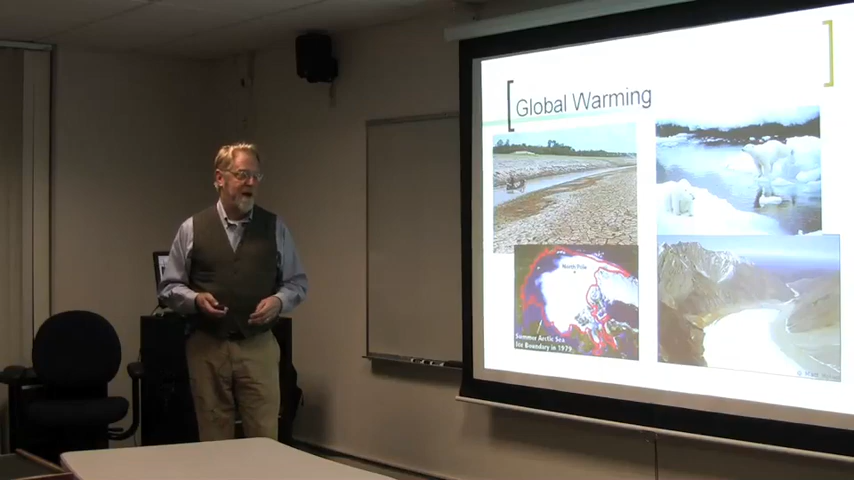 Global Warming
North Pole
Summer Arctic Sea
Ice Boundary in 1979